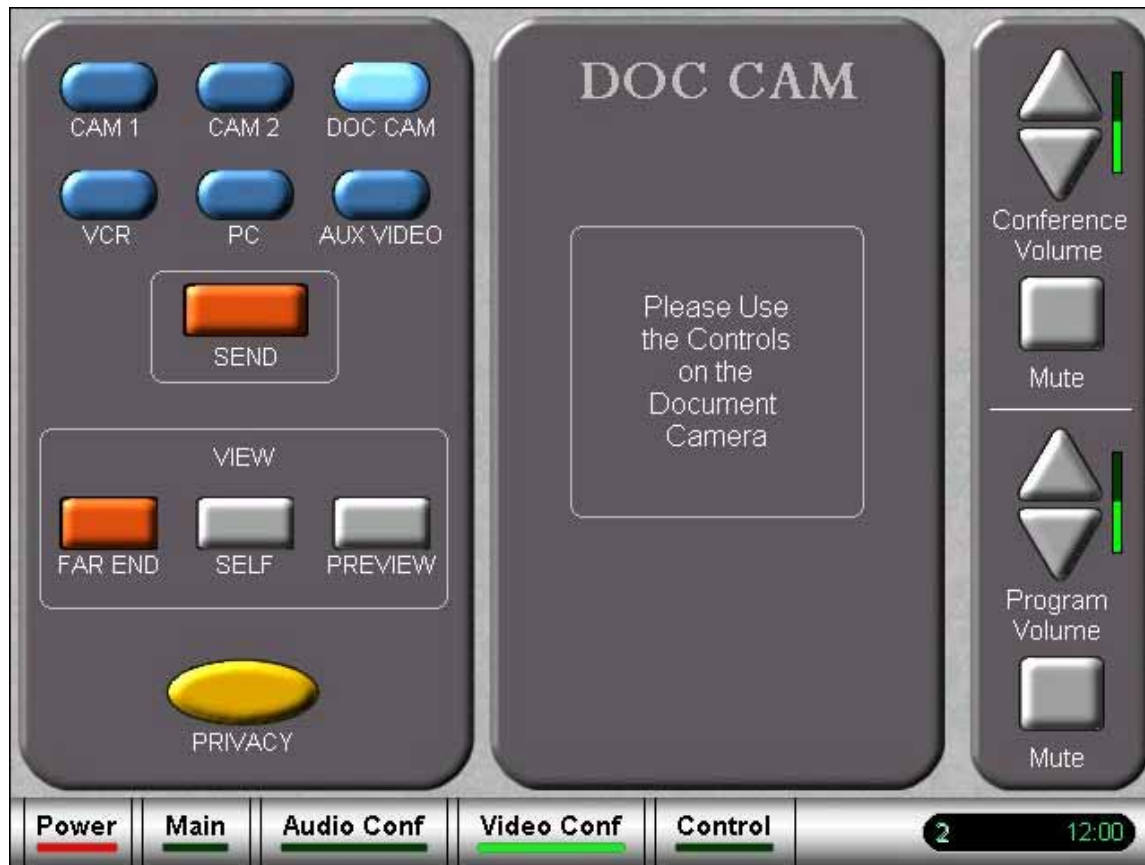 CAM 1
CAM 2
DOC CAM
VCR
PC
AUX VIDEO
SEND
VIEW
FAR END
SELF
PREVIEW
PRIVACY
DOC CAM
Please Use
the Controls
on the
Document
Camera
Conference
Volume
Mute
Program
Volume
Mute
Power
Main
Audio Conf
Video Conf
Control
2
12:00